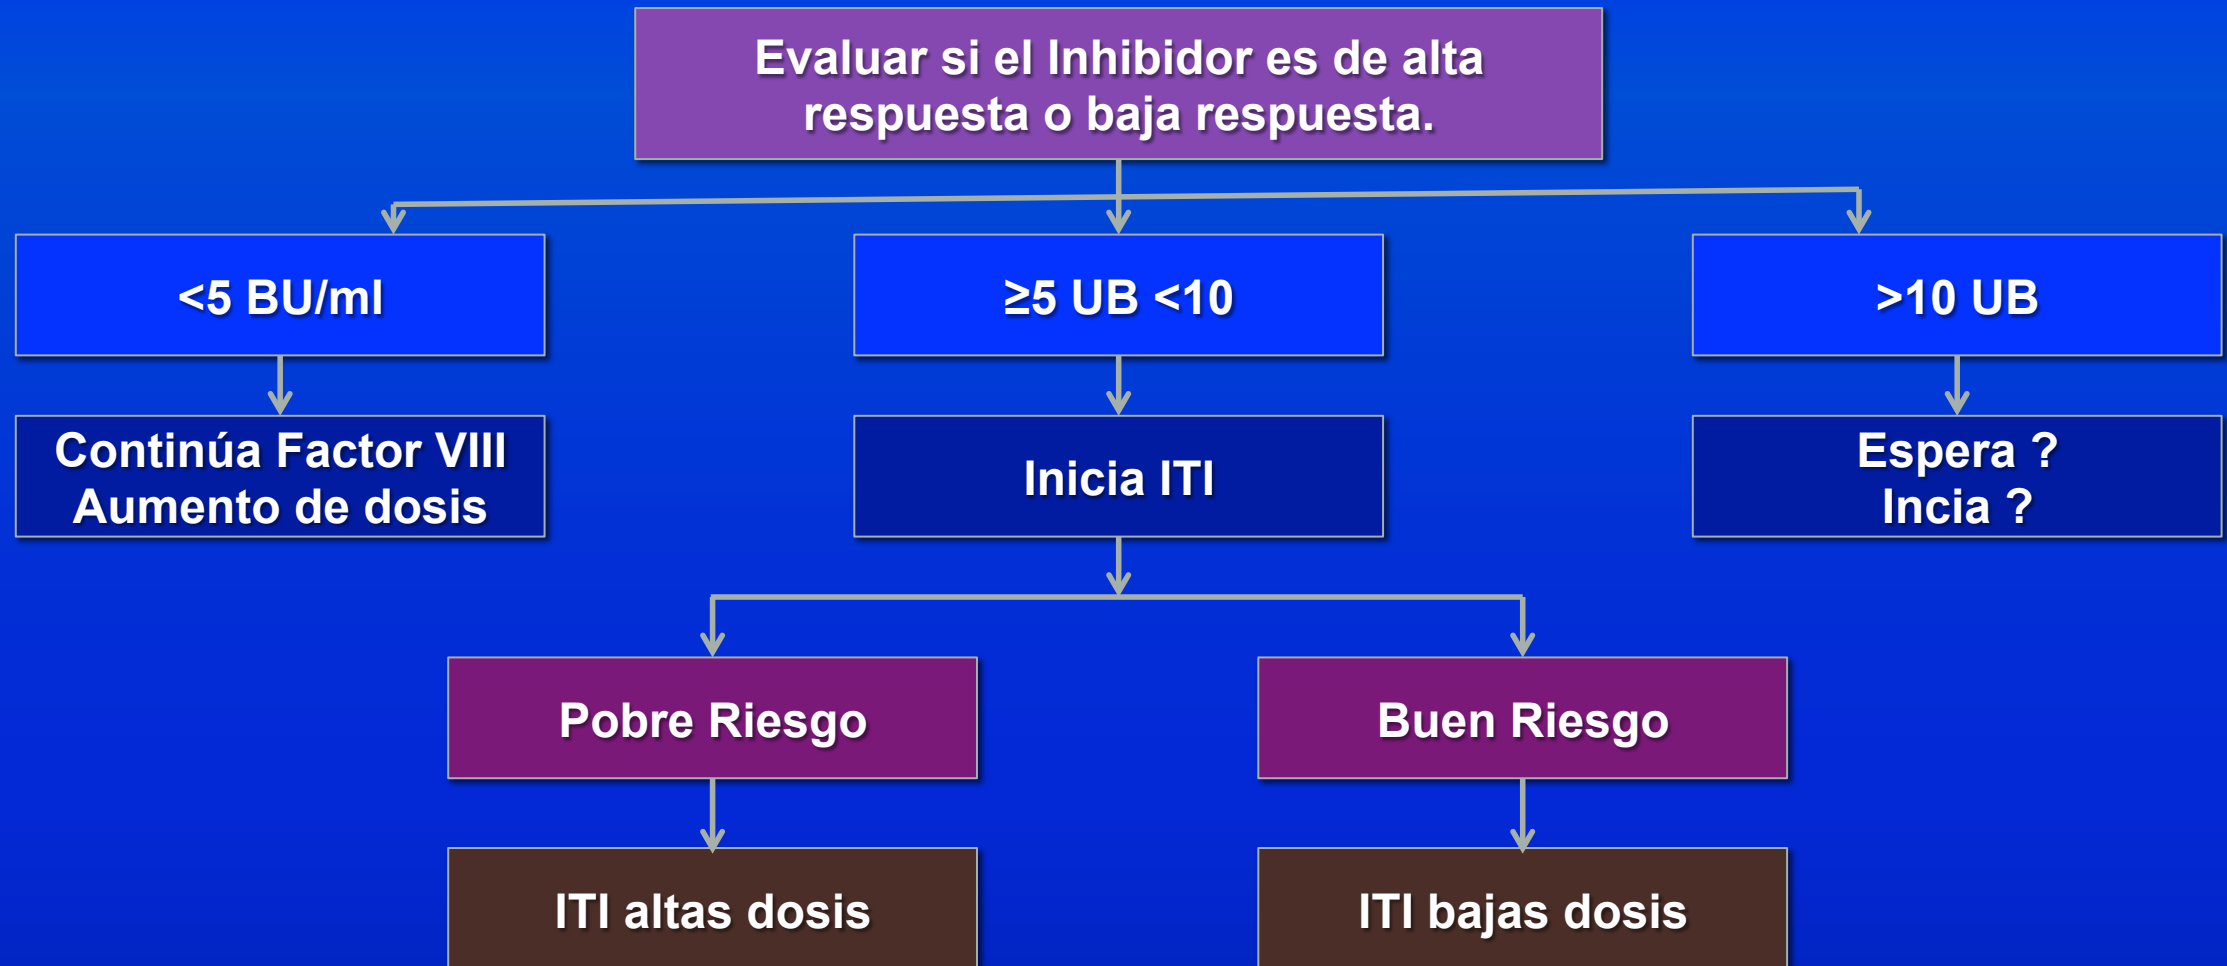 Evaluar si el Inhibidor es de alta
respuesta o baja respuesta.
<5 BU/ml
≥5 UB <10
>10 UB
Continúa Factor VIII
Aumento de dosis
Inicia ITI
Espera ?
Incia ?
Pobre Riesgo
Buen Riesgo
ITI altas dosis
ITI bajas dosis